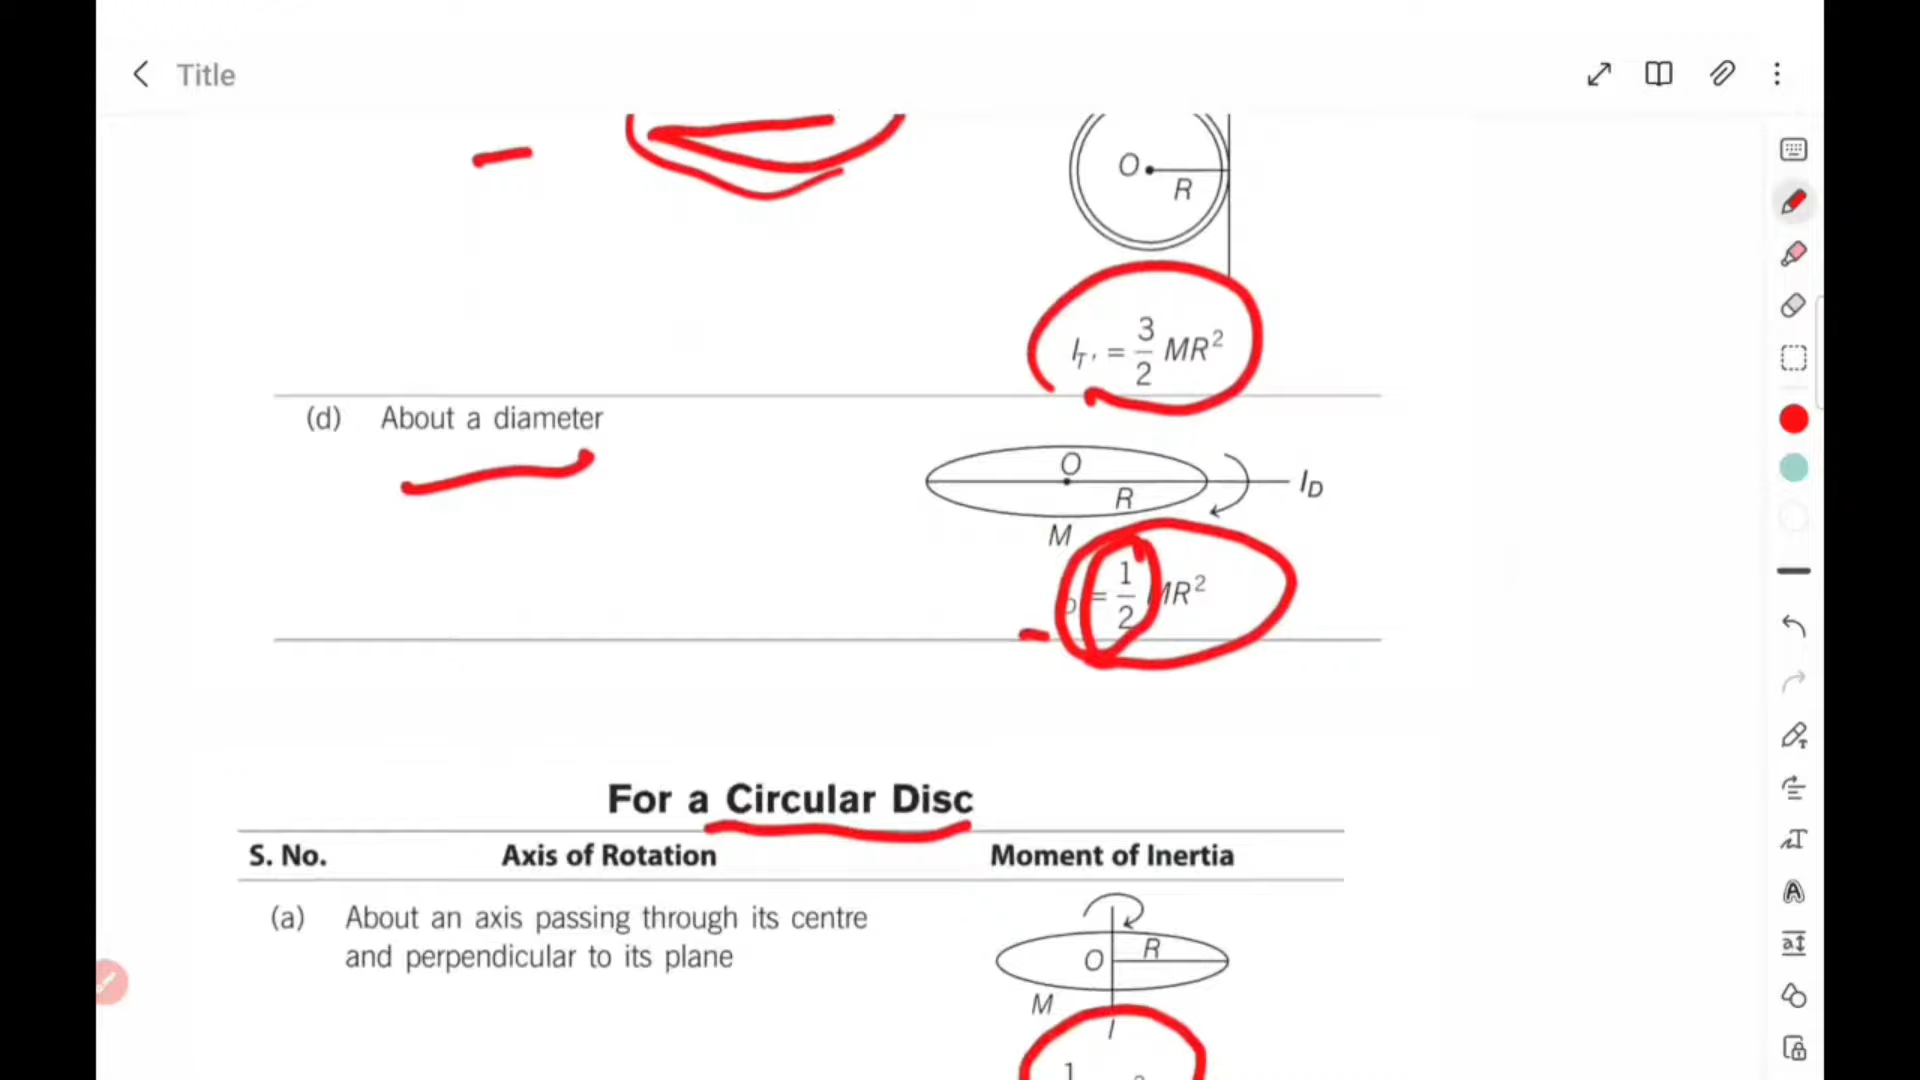 Title
O
R
I_T' = 3/2 MR²
(d) About a diameter
O
R
I_D
M
D = 1/2 MR²
For a Circular Disc
S. No. Axis of Rotation Moment of Inertia
(a) About an axis passing through its centre
and perpendicular to its plane
O
R
M
I
1